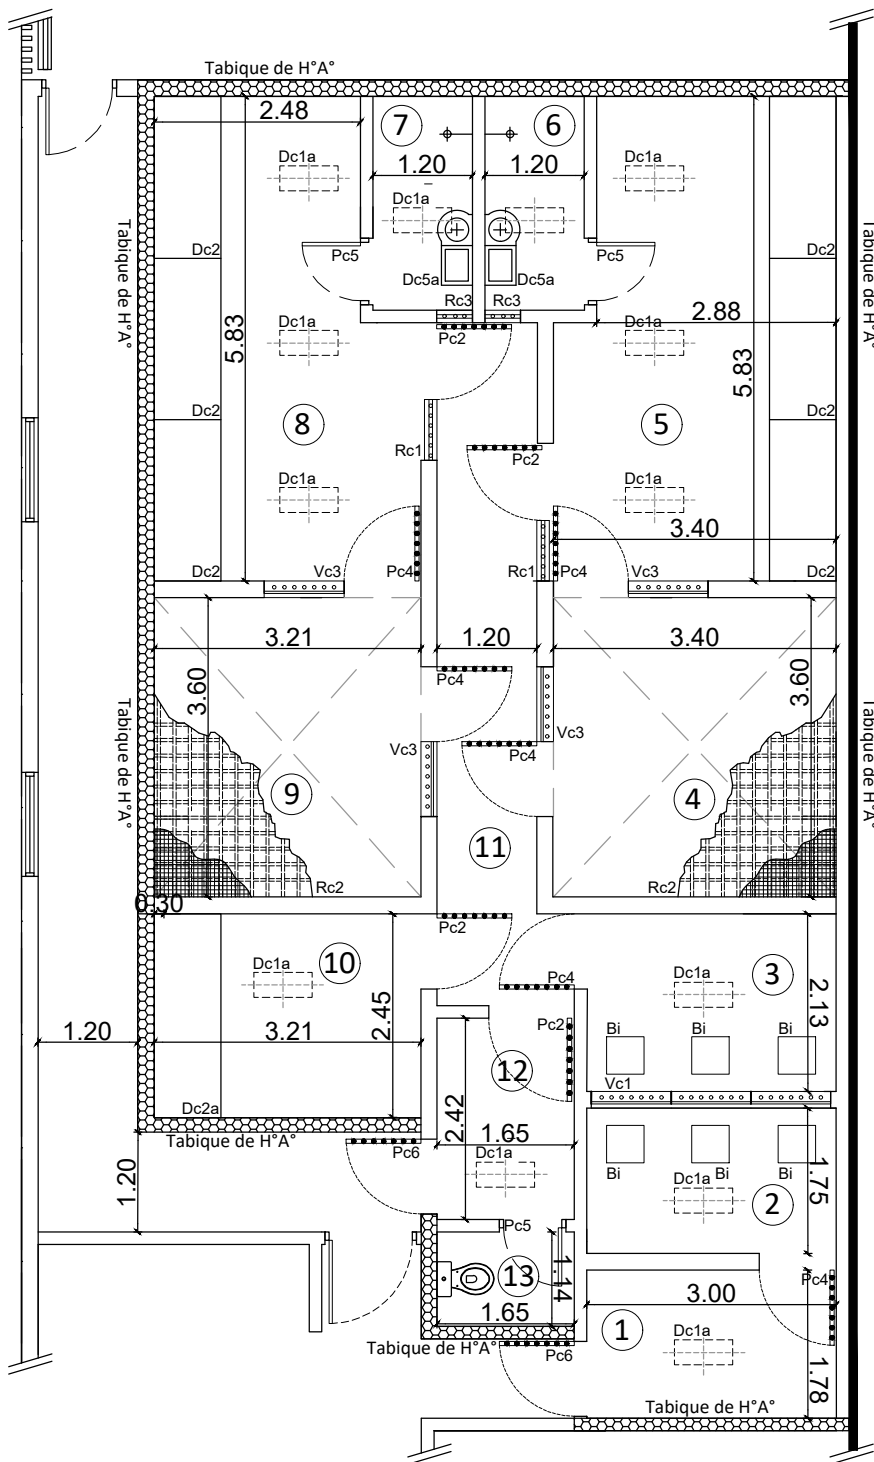 Tabique de H°A°
2.48
7
6
1.20
1.20
Dc1a
Dc1a
Dc1a
Tabique de H°A°
Tabique de H°A°
Dc2
Pc5
Pc5
Dc2
Dc5a
Dc5a
Rc3
Rc3
5.83
Dc1a
Pc2
Dc1a
2.88
5.83
Dc2
8
5
Dc2
Rc1
Pc2
Dc1a
Dc1a
3.40
Dc2
Vc3
Pc4
Rc1
Pc4
Vc3
Dc2
3.21
1.20
3.40
3.60
Pc4
3.60
Tabique de H°A°
Tabique de H°A°
Vc3
Pc4
Vc3
9
4
11
Rc2
Rc2
0.30
Pc2
10
Dc1a
3
Dc1a
Pc4
2.45
2.13
1.20
3.21
Pc2
Bi
Bi
Bi
12
Vc1
Dc2a
2.42
1.65
Tabique de H°A°
Pc6
Dc1a
Bi
Bi
Bi
Dc1a
1.75
1.20
2
Pc5
13
1.14
Pc4
1.65
3.00
1
Dc1a
Tabique de H°A°
Pc6
1.78
Tabique de H°A°